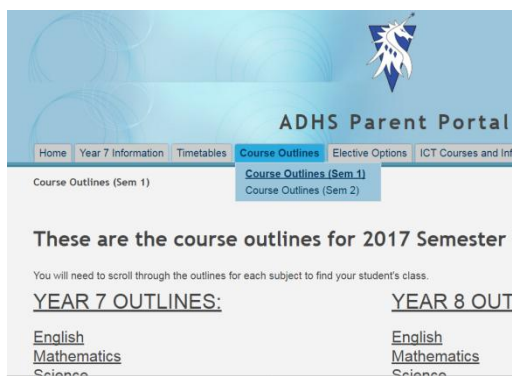 ADHS Parent Portal
Home Year 7 Information Timetables Course Outlines Elective Options ICT Courses and Inf
Course Outlines (Sem 1)
Course Outlines (Sem 2)
Course Outlines (Sem 1)
These are the course outlines for 2017 Semester
You will need to scroll through the outlines for each subject to find your student's class.
YEAR 7 OUTLINES:
YEAR 8 OUT
English
English
Mathematics
Mathematics
Science
Science